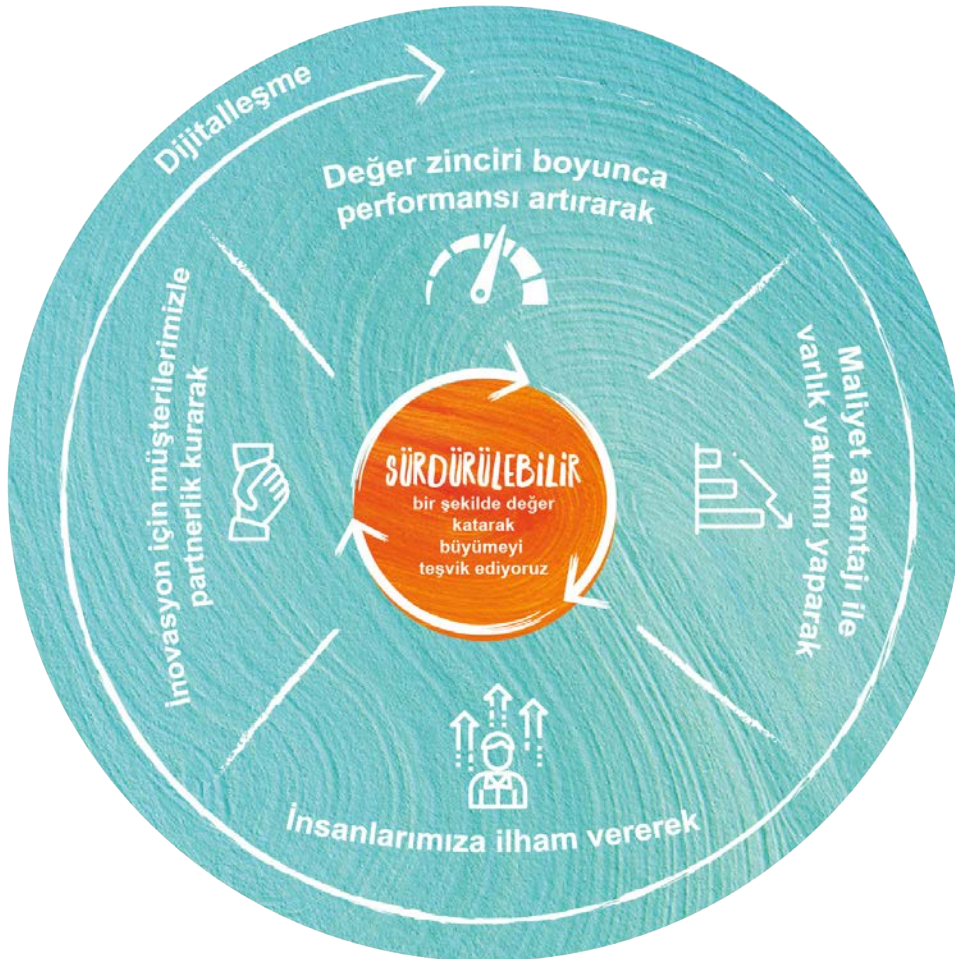 Dijitalleşme
Değer zinciri boyunca
performansı artırarak
Maliyet avantajı ile
varlık yatırımı yaparak
İnsanlarımıza ilham vererek
İnovasyon için müşterilerimizle
partnerlik kurarak
SÜRDÜRÜLEBİLİR
bir şekilde değer
katarak
büyümeyi
teşvik ediyoruz